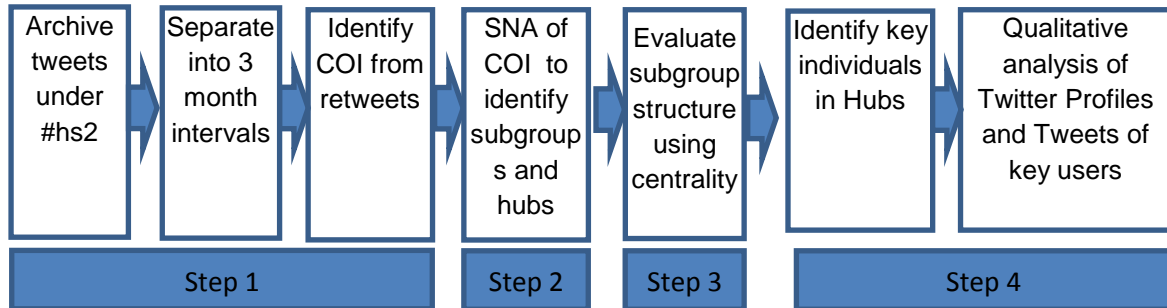 Archive
tweets
under
#hs2
Separate
into 3
month
intervals
Identify
COI from
retweets
SNA of
COI to
identify
subgroup
s and
hubs
Evaluate
subgroup
structure
using
centrality
Identify key
individuals
in Hubs
Qualitative
analysis of
Twitter Profiles
and Tweets of
key users
Step 1
Step 2
Step 3
Step 4